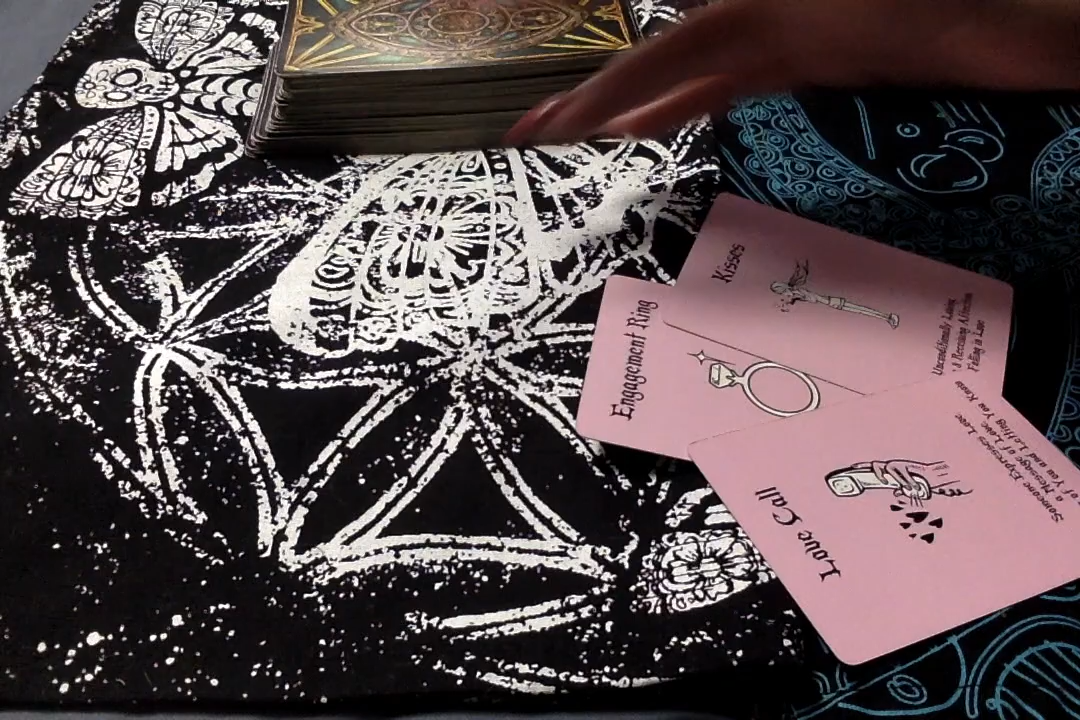 Kisses
Unconditionally Loving,
Receiving Affection
Falling in Love
Engagement Ring
Love Call
Someone Expresses Love
a Message of Love
of You and Letting You Know